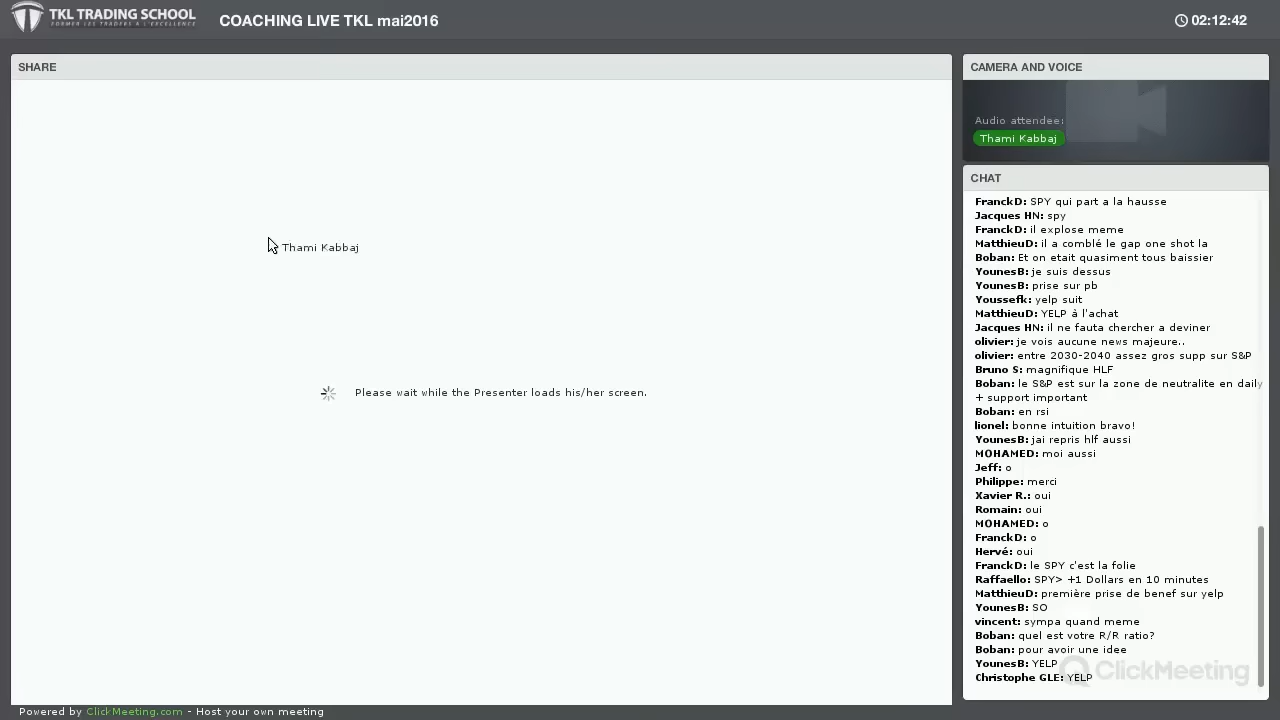 TKL TRADING SCHOOL
FORMER LES TRADERS A L'EXCELLENCE
COACHING LIVE TKL mai2016
02:12:42
SHARE
Thami Kabbaj
Please wait while the Presenter loads his/her screen.
CAMERA AND VOICE
Audio attendee:
Thami Kabbaj
CHAT
FranckD: SPY qui part a la hausse
Jacques HN: spy
FranckD: il explose meme
MatthieuD: il a comblé le gap one shot la
Boban: Et on etait quasiment tous baissier
YounesB: je suis dessus
YounesB: prise sur pb
Youssefk: yelp suit
MatthieuD: YELP à l'achat
Jacques HN: il ne fauta chercher a deviner
olivier: je vois aucune news majeure..
olivier: entre 2030-2040 assez gros supp sur S&P
Bruno S: magnifique HLF
Boban: le S&P est sur la zone de neutralite en daily
+ support important
Boban: en rsi
lionel: bonne intuition bravo!
YounesB: jai repris hlf aussi
MOHAMED: moi aussi
Jeff: o
Philippe: merci
Xavier R.: oui
Romain: oui
MOHAMED: o
FranckD: o
Hervé: oui
FranckD: le SPY c'est la folie
Raffaello: SPY> +1 Dollars en 10 minutes
MatthieuD: première prise de benef sur yelp
YounesB: SO
vincent: sympa quand meme
Boban: quel est votre R/R ratio?
Boban: pour avoir une idee
YounesB: YELP
Christophe GLE: YELP
ClickMeeting
Powered by ClickMeeting.com - Host your own meeting